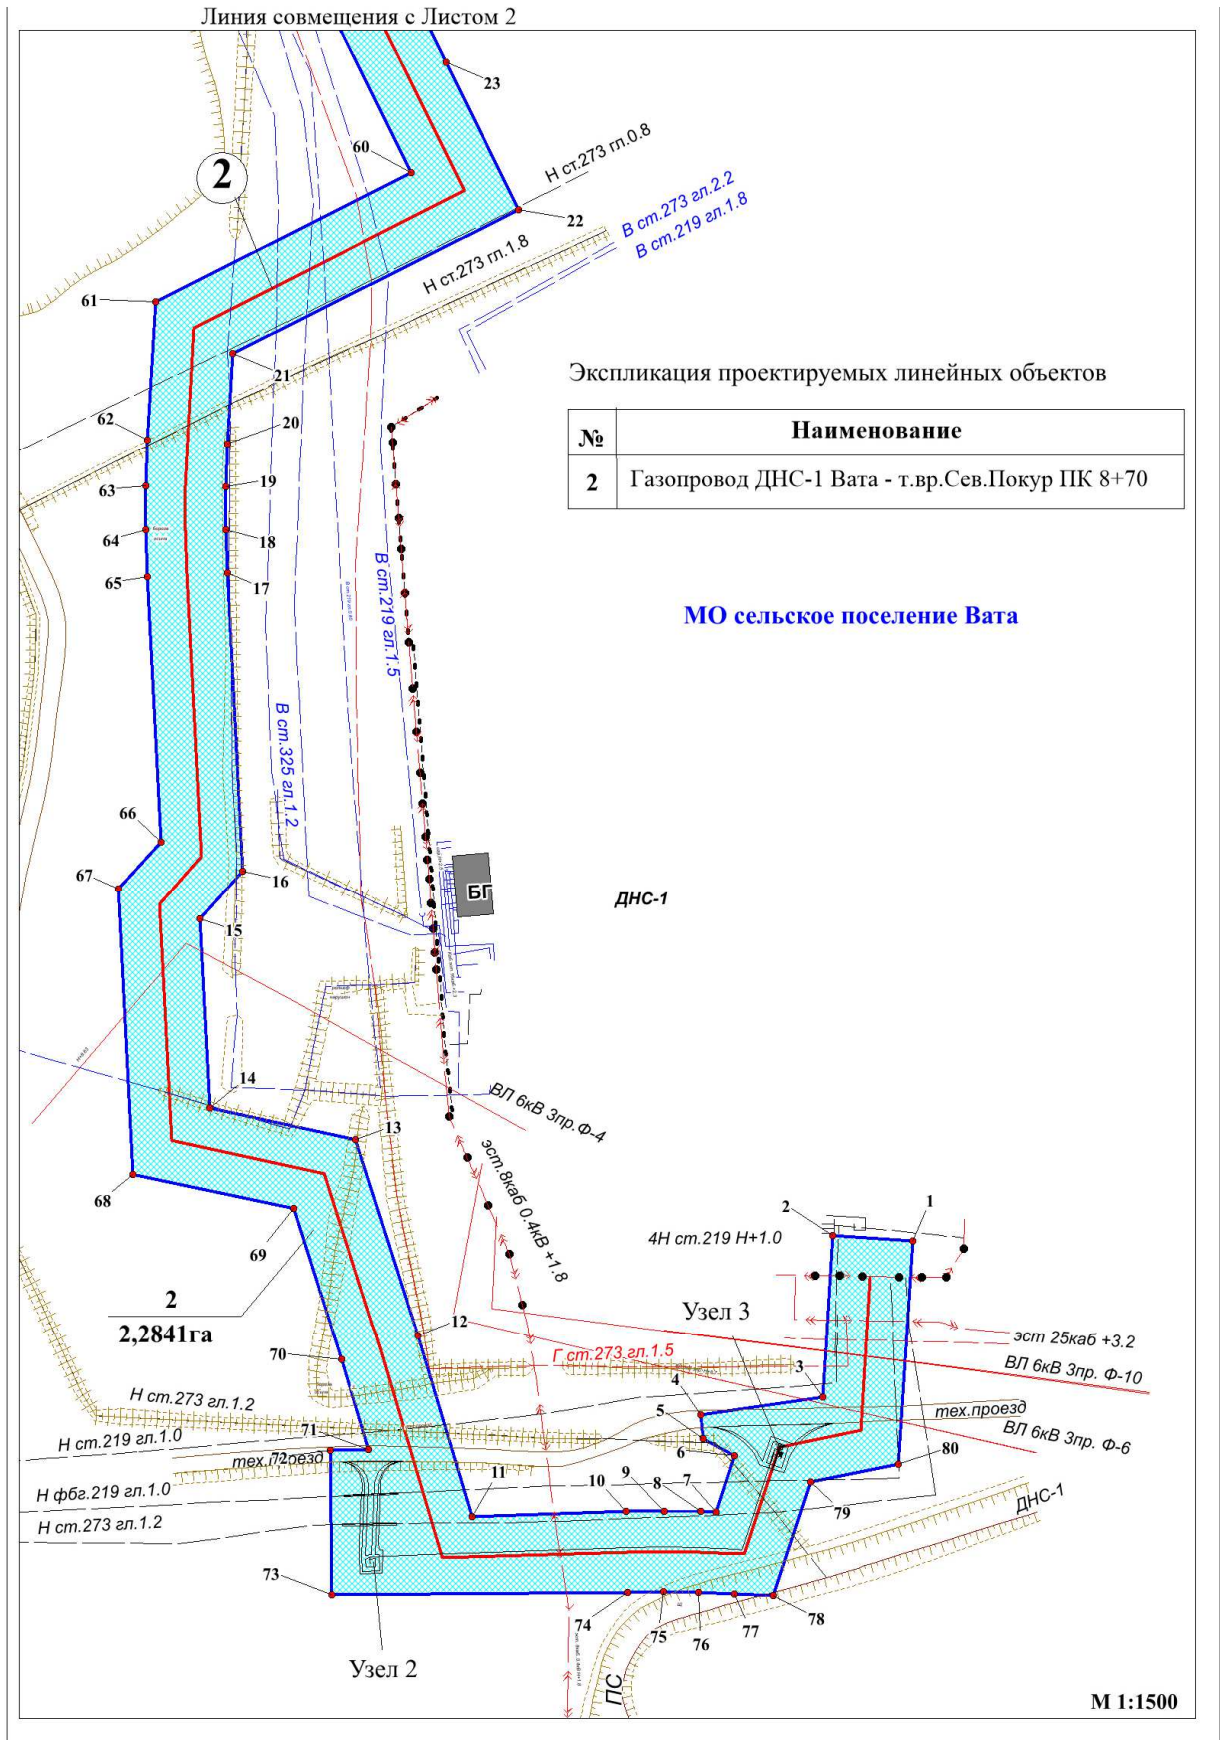 Линия совмещения с Листом 2
23
60
Н ст.273 гл.0.8
2
В ст.273 гл.2.2
В ст.219 гл.1.8
22
Н ст.273 гл.1.8
61
21
Экспликация проектируемых линейных объектов
№ Наименование
2 Газопровод ДНС-1 Вата - т.вр.Сев.Покур ПК 8+70
62
20
63
19
64
18
65
17
В ст.219 гл.1.5
МО сельское поселение Вата
В ст.325 гл.1.2
66
67
16
БГ
ДНС-1
15
14
13
ВЛ 6кВ 3пр.Ф-4
эст.8каб 0.4кВ +1.8
68
69
2
2,2841га
2
1
4Н ст.219 Н+1.0
Узел 3
12
эст 25каб +3.2
Г ст.273 гл.1.5
ВЛ 6кВ 3пр. Ф-10
70
3
4
Н ст.273 гл.1.2
5
тех.проезд
71
6
ВЛ 6кВ 3пр. Ф-6
Н ст.219 гл.1.0
72
тех.проезд
80
Н фбг.219 гл.1.0
11
10
9
8
7
79
Н ст.273 гл.1.2
ДНС-1
73
74
75
76
77
78
Узел 2
ПС
М 1:1500